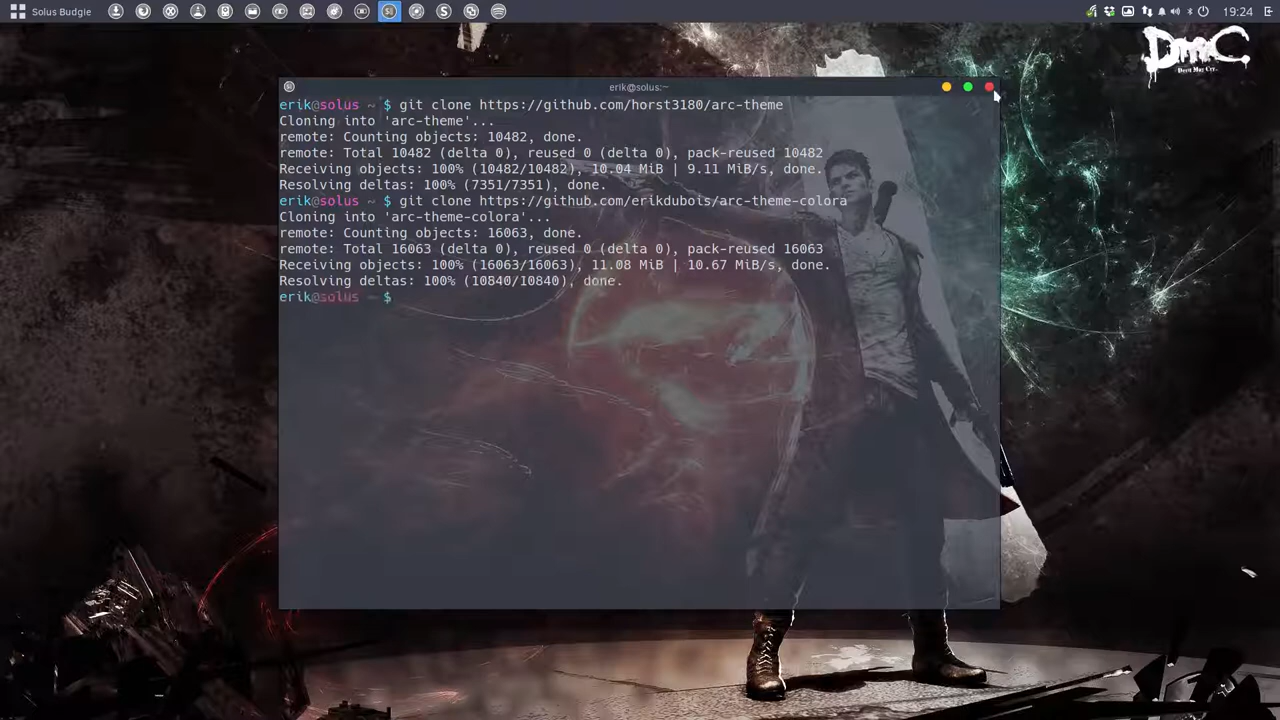 Solus Budgie
19:24
DmC
Devil May Cry
erik@solus:~
erik@solus ~ $ git clone https://github.com/horst3180/arc-theme
Cloning into 'arc-theme'...
remote: Counting objects: 10482, done.
remote: Total 10482 (delta 0), reused 0 (delta 0), pack-reused 10482
Receiving objects: 100% (10482/10482), 10.04 MiB | 9.11 MiB/s, done.
Resolving deltas: 100% (7351/7351), done.
erik@solus ~ $ git clone https://github.com/erikdubois/arc-theme-colora
Cloning into 'arc-theme-colora'...
remote: Counting objects: 16063, done.
remote: Total 16063 (delta 0), reused 0 (delta 0), pack-reused 16063
Receiving objects: 100% (16063/16063), 11.08 MiB | 10.67 MiB/s, done.
Resolving deltas: 100% (10840/10840), done.
erik@solus ~ $